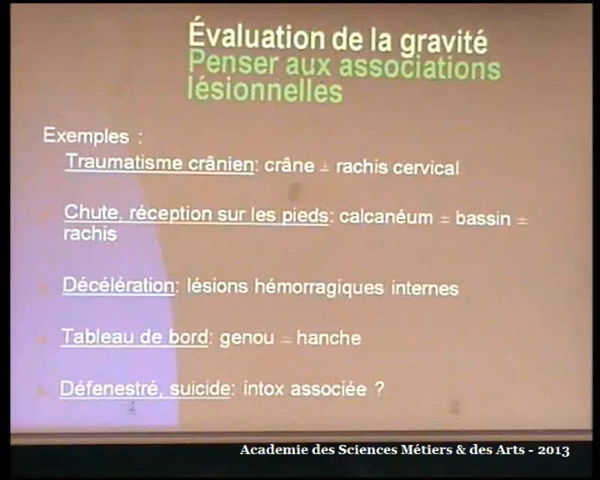 Évaluation de la gravité
Penser aux associations
lésionnelles
Exemples :
Traumatisme crânien: crâne ± rachis cervical
Chute, réception sur les pieds: calcanéum ± bassin ±
rachis
Décélération: lésions hémorragiques internes
Tableau de bord: genou ± hanche
Défenestré, suicide: intox associée ?
Academie des Sciences Métiers & des Arts - 2013